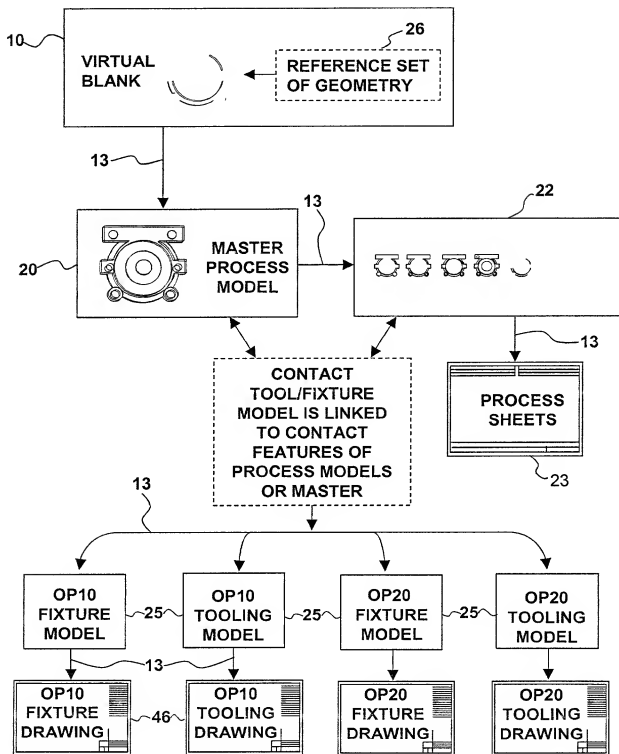 10
26
VIRTUAL
BLANK
REFERENCE SET
OF GEOMETRY
13
13
22
20
MASTER
PROCESS
MODEL
13
CONTACT
TOOL/FIXTURE
MODEL IS LINKED
TO CONTACT
FEATURES OF
PROCESS MODELS
OR MASTER
PROCESS
SHEETS
23
13
OP10
FIXTURE
MODEL
25
OP10
TOOLING
MODEL
25
OP20
FIXTURE
MODEL
25
OP20
TOOLING
MODEL
13
OP10
FIXTURE
DRAWING
46
OP10
TOOLING
DRAWING
OP20
FIXTURE
DRAWING
OP20
TOOLING
DRAWING